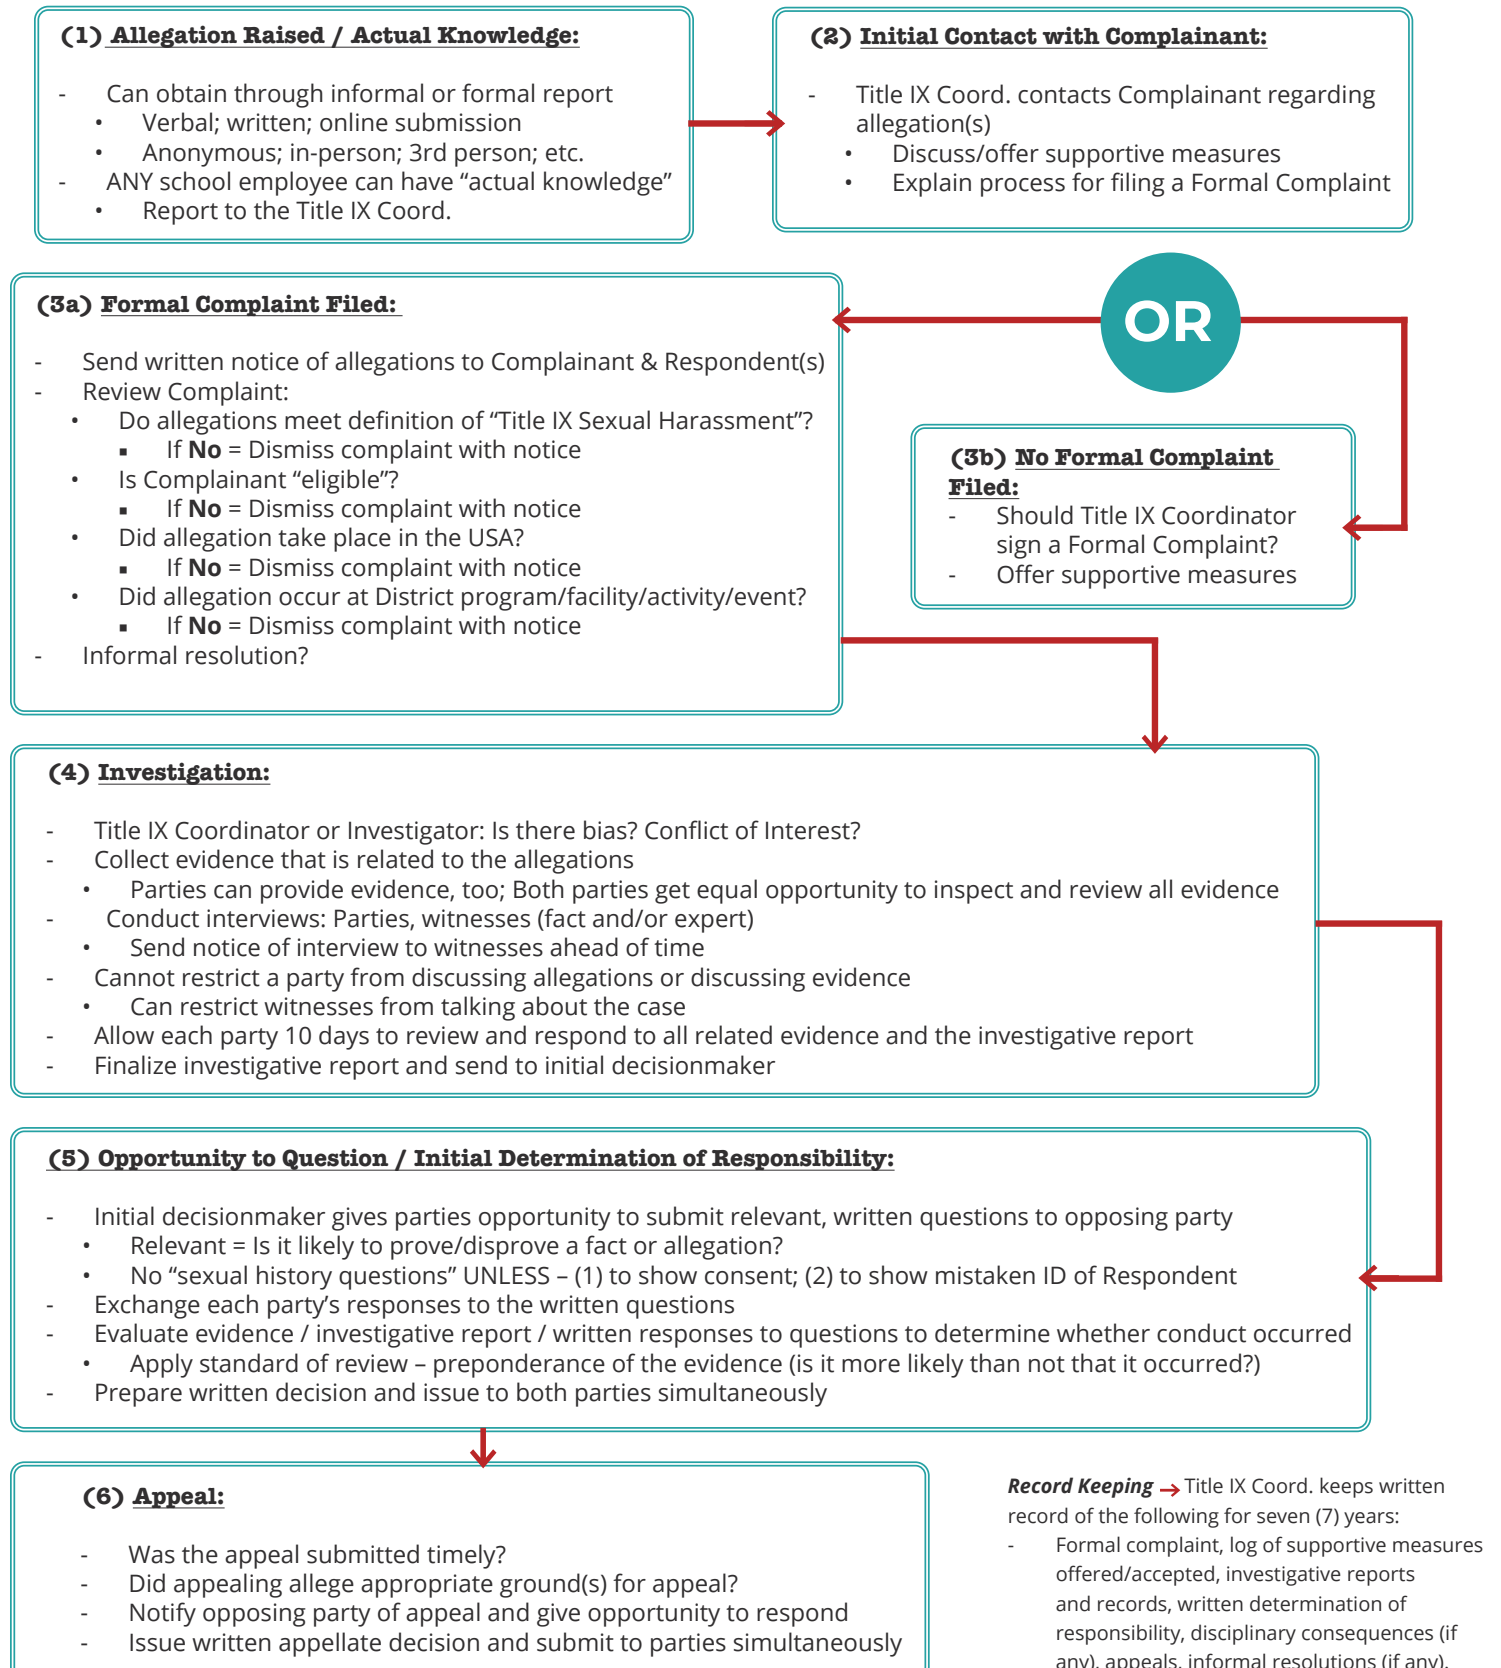 (1) Allegation Raised / Actual Knowledge:
- Can obtain through informal or formal report
• Verbal; written; online submission
• Anonymous; in-person; 3rd person; etc.
- ANY school employee can have “actual knowledge”
• Report to the Title IX Coord.
(2) Initial Contact with Complainant:
- Title IX Coord. contacts Complainant regarding
allegation(s)
• Discuss/offer supportive measures
• Explain process for filing a Formal Complaint
OR
(3a) Formal Complaint Filed:
- Send written notice of allegations to Complainant & Respondent(s)
- Review Complaint:
• Do allegations meet definition of “Title IX Sexual Harassment”?
▪ If No = Dismiss complaint with notice
• Is Complainant “eligible”?
▪ If No = Dismiss complaint with notice
• Did allegation take place in the USA?
▪ If No = Dismiss complaint with notice
• Did allegation occur at District program/facility/activity/event?
▪ If No = Dismiss complaint with notice
- Informal resolution?
(3b) No Formal Complaint
Filed:
- Should Title IX Coordinator
sign a Formal Complaint?
- Offer supportive measures
(4) Investigation:
- Title IX Coordinator or Investigator: Is there bias? Conflict of Interest?
- Collect evidence that is related to the allegations
• Parties can provide evidence, too; Both parties get equal opportunity to inspect and review all evidence
- Conduct interviews: Parties, witnesses (fact and/or expert)
• Send notice of interview to witnesses ahead of time
- Cannot restrict a party from discussing allegations or discussing evidence
• Can restrict witnesses from talking about the case
- Allow each party 10 days to review and respond to all related evidence and the investigative report
- Finalize investigative report and send to initial decisionmaker
(5) Opportunity to Question / Initial Determination of Responsibility:
- Initial decisionmaker gives parties opportunity to submit relevant, written questions to opposing party
• Relevant = Is it likely to prove/disprove a fact or allegation?
• No “sexual history questions” UNLESS – (1) to show consent; (2) to show mistaken ID of Respondent
- Exchange each party’s responses to the written questions
- Evaluate evidence / investigative report / written responses to questions to determine whether conduct occurred
• Apply standard of review – preponderance of the evidence (is it more likely than not that it occurred?)
- Prepare written decision and issue to both parties simultaneously
(6) Appeal:
- Was the appeal submitted timely?
- Did appealing allege appropriate ground(s) for appeal?
- Notify opposing party of appeal and give opportunity to respond
- Issue written appellate decision and submit to parties simultaneously
Record Keeping → Title IX Coord. keeps written
record of the following for seven (7) years:
- Formal complaint, log of supportive measures
offered/accepted, investigative reports
and records, written determination of
responsibility, disciplinary consequences (if
any), appeals, informal resolutions (if any),